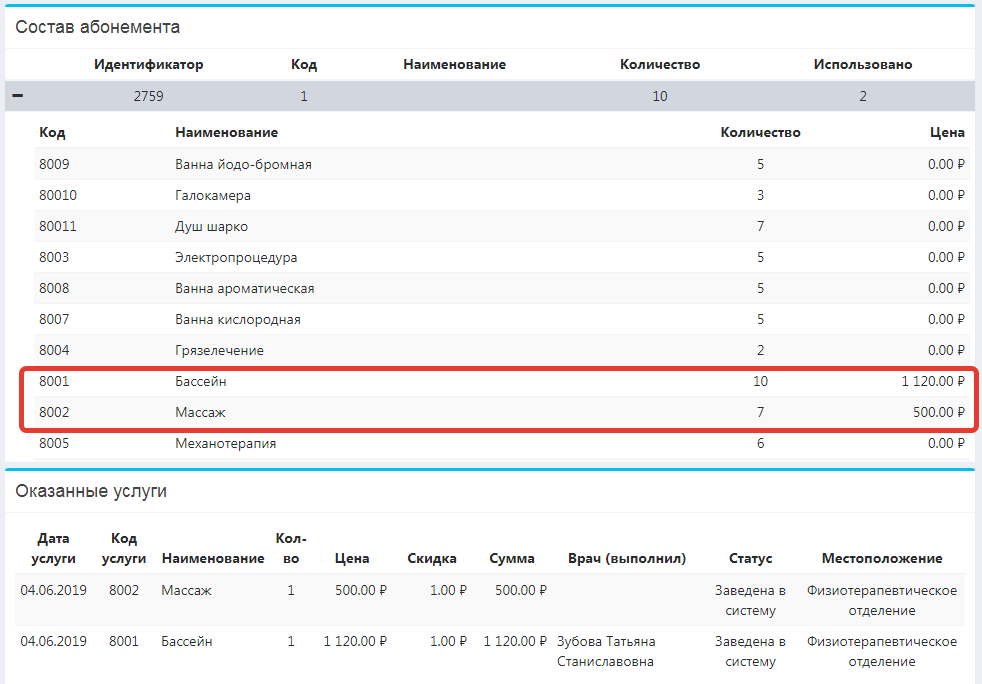 Состав абонемента
Идентификатор Код Наименование Количество Использовано
2759 1 10 2
Код Наименование Количество Цена
8009 Ванна йодо-бромная 5 0.00 ₽
80010 Галокамера 3 0.00 ₽
80011 Душ шарко 7 0.00 ₽
8003 Электропроцедура 5 0.00 ₽
8008 Ванна ароматическая 5 0.00 ₽
8007 Ванна кислородная 5 0.00 ₽
8004 Грязелечение 2 0.00 ₽
8001 Бассейн 10 1 120.00 ₽
8002 Массаж 7 500.00 ₽
8005 Механотерапия 6 0.00 ₽
Оказанные услуги
Дата Код Кол-
услуги услуги Наименование во Цена Скидка Сумма Врач (выполнил) Статус Местоположение
04.06.2019 8002 Массаж 1 500.00 ₽ 1.00 ₽ 500.00 ₽ Заведена в Физиотерапевтическое
систему отделение
04.06.2019 8001 Бассейн 1 1 120.00 ₽ 1.00 ₽ 1 120.00 ₽ Зубова Татьяна Заведена в Физиотерапевтическое
Станиславовна систему отделение